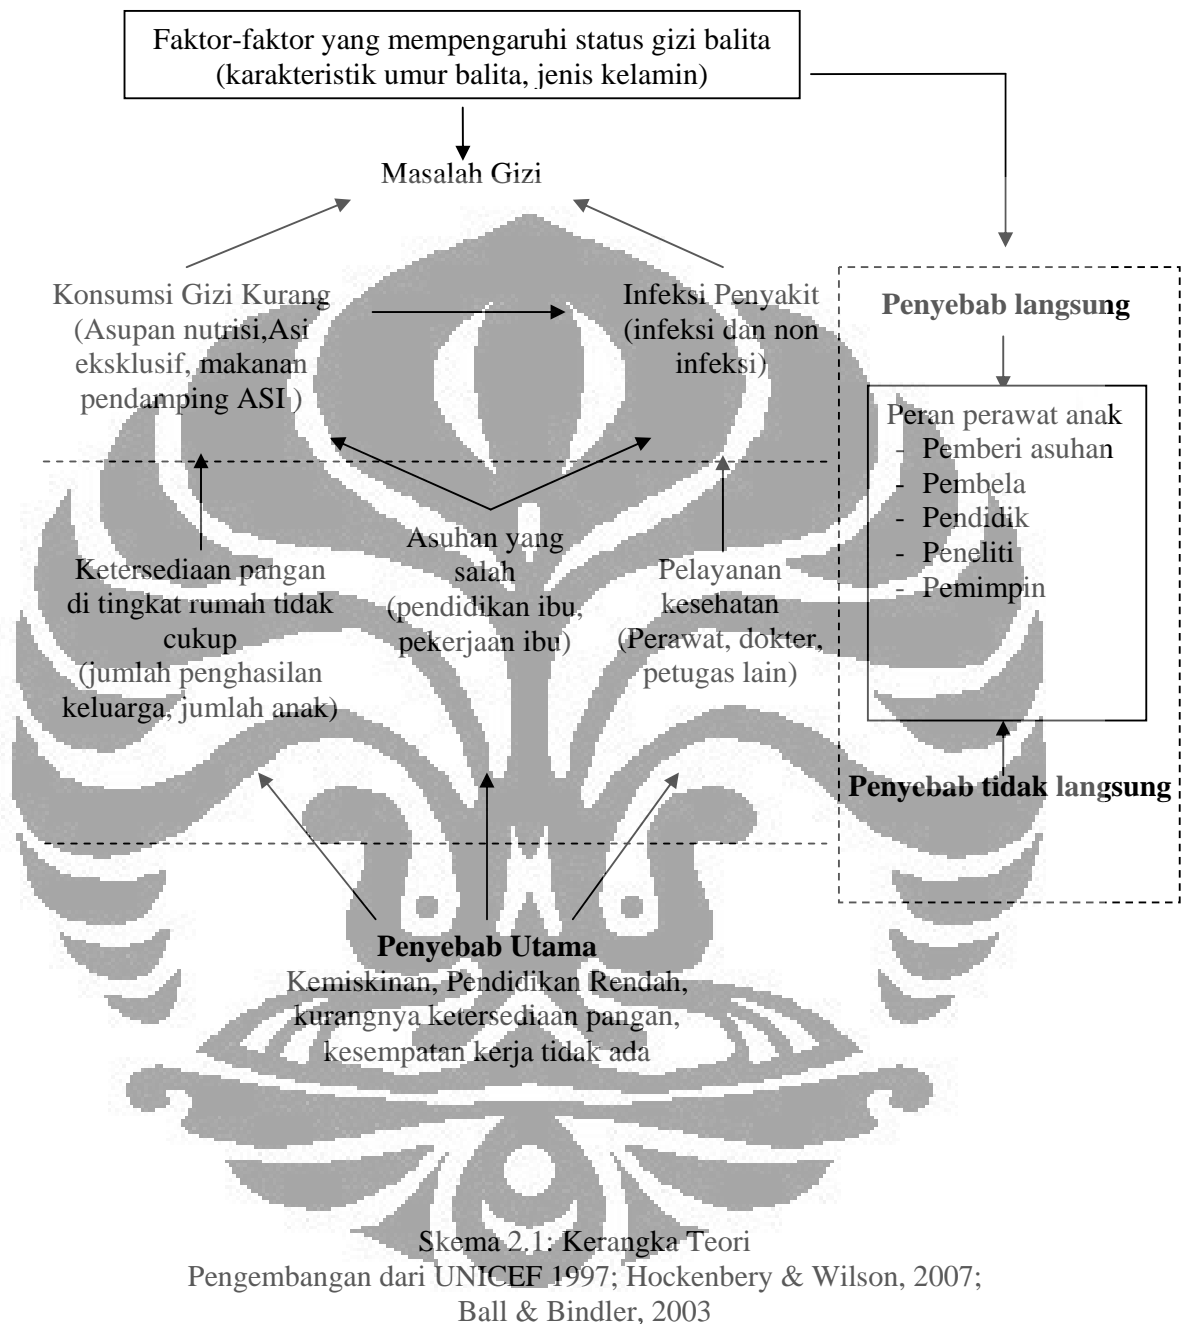 Faktor-faktor yang mempengaruhi status gizi balita
(karakteristik umur balita, jenis kelamin)
Masalah Gizi
Konsumsi Gizi Kurang
(Asupan nutrisi,Asi
eksklusif, makanan
pendamping ASI )
Infeksi Penyakit
(infeksi dan non
infeksi)
Penyebab langsung
Peran perawat anak
- Pemberi asuhan
- Pembela
- Pendidik
- Peneliti
- Pemimpin
Ketersediaan pangan
di tingkat rumah tidak
cukup
(jumlah penghasilan
keluarga, jumlah anak)
Asuhan yang
salah
(pendidikan ibu,
pekerjaan ibu)
Pelayanan
kesehatan
(Perawat, dokter,
petugas lain)
Penyebab tidak langsung
Penyebab Utama
Kemiskinan, Pendidikan Rendah,
kurangnya ketersediaan pangan,
kesempatan kerja tidak ada
Skema 2.1: Kerangka Teori
Pengembangan dari UNICEF 1997; Hockenbery & Wilson, 2007;
Ball & Bindler, 2003